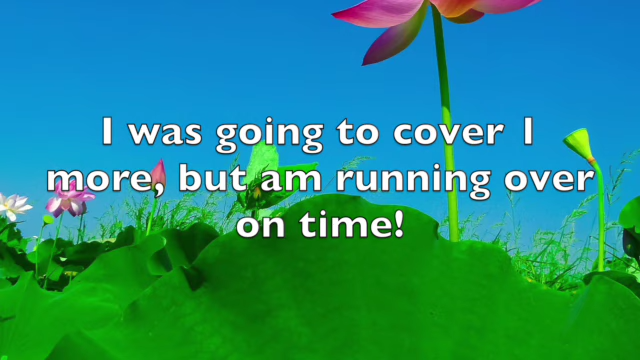 I was going to cover 1
more, but am running over
on time!